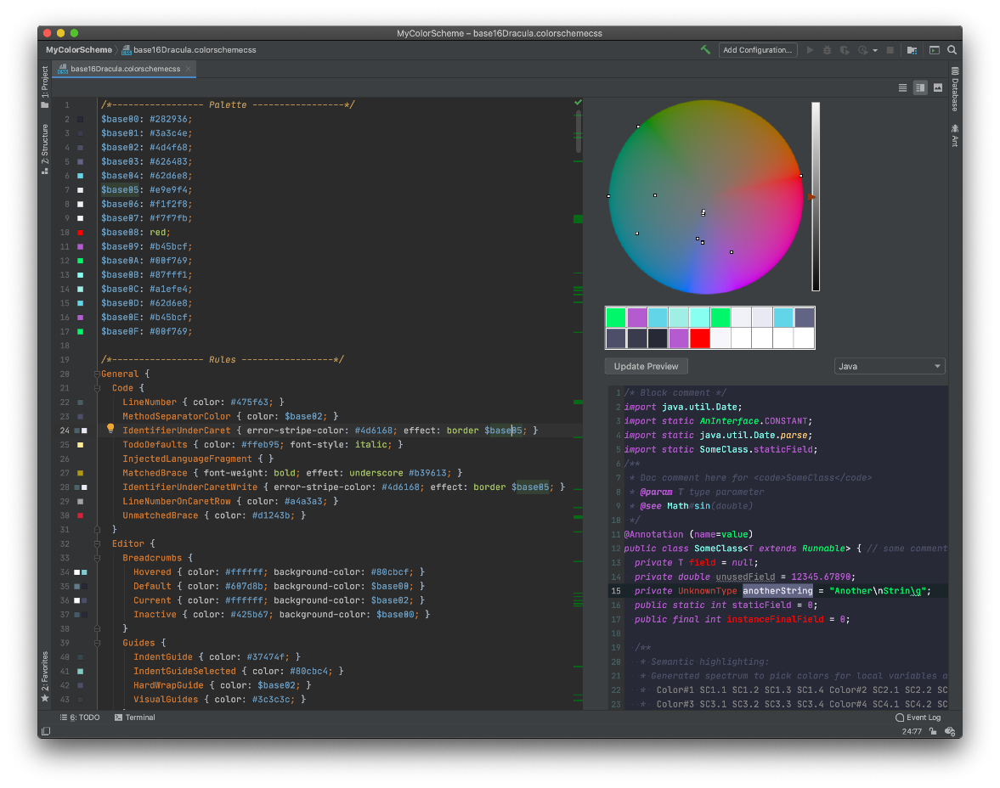 MyColorScheme – base16Dracula.colorschemecss
MyColorScheme
base16Dracula.colorschemecss
Add Configuration...
base16Dracula.colorschemecss
1: Project
Z: Structure
2: Favorites
Database
Ant
1 /*----------------- Palette -----------------*/
2 $base00: #282936;
3 $base01: #3a3c4e;
4 $base02: #4d4f68;
5 $base03: #626483;
6 $base04: #62d6e8;
7 $base05: #e9e9f4;
8 $base06: #f1f2f8;
9 $base07: #f7f7fb;
10 $base08: red;
11 $base09: #b45bcf;
12 $base0A: #00f769;
13 $base0B: #87fff1;
14 $base0C: #a1efe4;
15 $base0D: #62d6e8;
16 $base0E: #b45bcf;
17 $base0F: #00f769;
18
19 /*----------------- Rules -----------------*/
20 General {
21 Code {
22 LineNumber { color: #475f63; }
23 MethodSeparatorColor { color: $base02; }
24 IdentifierUnderCaret { error-stripe-color: #4d6168; effect: border $base05; }
25 TodoDefaults { color: #ffeb95; font-style: italic; }
26 InjectedLanguageFragment { }
27 MatchedBrace { font-weight: bold; effect: underscore #b39613; }
28 IdentifierUnderCaretWrite { error-stripe-color: #4d6168; effect: border $base05; }
29 LineNumberOnCaretRow { color: #a4a3a3; }
30 UnmatchedBrace { color: #d1243b; }
31 }
32 Editor {
33 Breadcrumbs {
34 Hovered { color: #ffffff; background-color: #80cbcf; }
35 Default { color: #607d8b; background-color: $base00; }
36 Current { color: #ffffff; background-color: $base02; }
37 Inactive { color: #425b67; background-color: $base00; }
38 }
39 Guides {
40 IndentGuide { color: #37474f; }
41 IndentGuideSelected { color: #80cbc4; }
42 HardWrapGuide { color: $base02; }
43 VisualGuides { color: #3c3c3c; }
Update Preview
Java
1 /* Block comment */
2 import java.util.Date;
3 import static AnInterface.CONSTANT;
4 import static java.util.Date.parse;
5 import static SomeClass.staticField;
6 /**
7 * Doc comment here for <code>SomeClass</code>
8 * @param T type parameter
9 * @see Math#sin(double)
10 */
11 @Annotation (name=value)
12 public class SomeClass<T extends Runnable> { // some comment
13 private T field = null;
14 private double unusedField = 12345.67890;
15 private UnknownType anotherString = "Another\nStrin\g";
16 public static int staticField = 0;
17 public final int instanceFinalField = 0;
18
19 /**
20 * Semantic highlighting:
21 * Generated spectrum to pick colors for local variables a
22 * Color#1 SC1.1 SC1.2 SC1.3 SC1.4 Color#2 SC2.1 SC2.2 SC
23 * Color#3 SC3.1 SC3.2 SC3.3 SC3.4 Color#4 SC4.1 SC4.2 SC
6: TODO
Terminal
Event Log
24:77